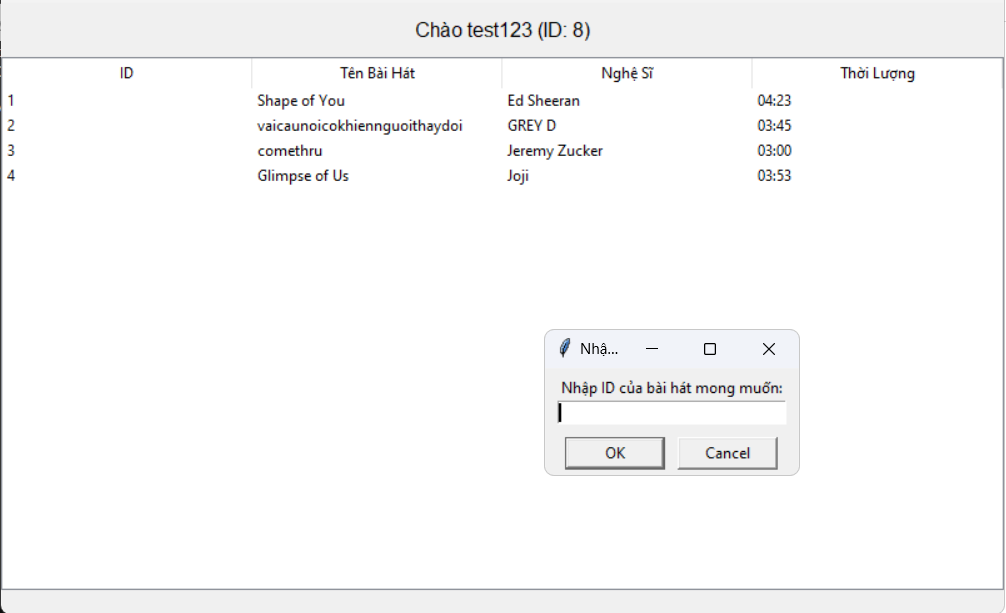 Chào test123 (ID: 8)
ID Tên Bài Hát Nghệ Sĩ Thời Lượng
1 Shape of You Ed Sheeran 04:23
2 vaicaunoicokhiennguoithaydoi GREY D 03:45
3 comethru Jeremy Zucker 03:00
4 Glimpse of Us Joji 03:53
Nhậ...
Nhập ID của bài hát mong muốn:
OK Cancel